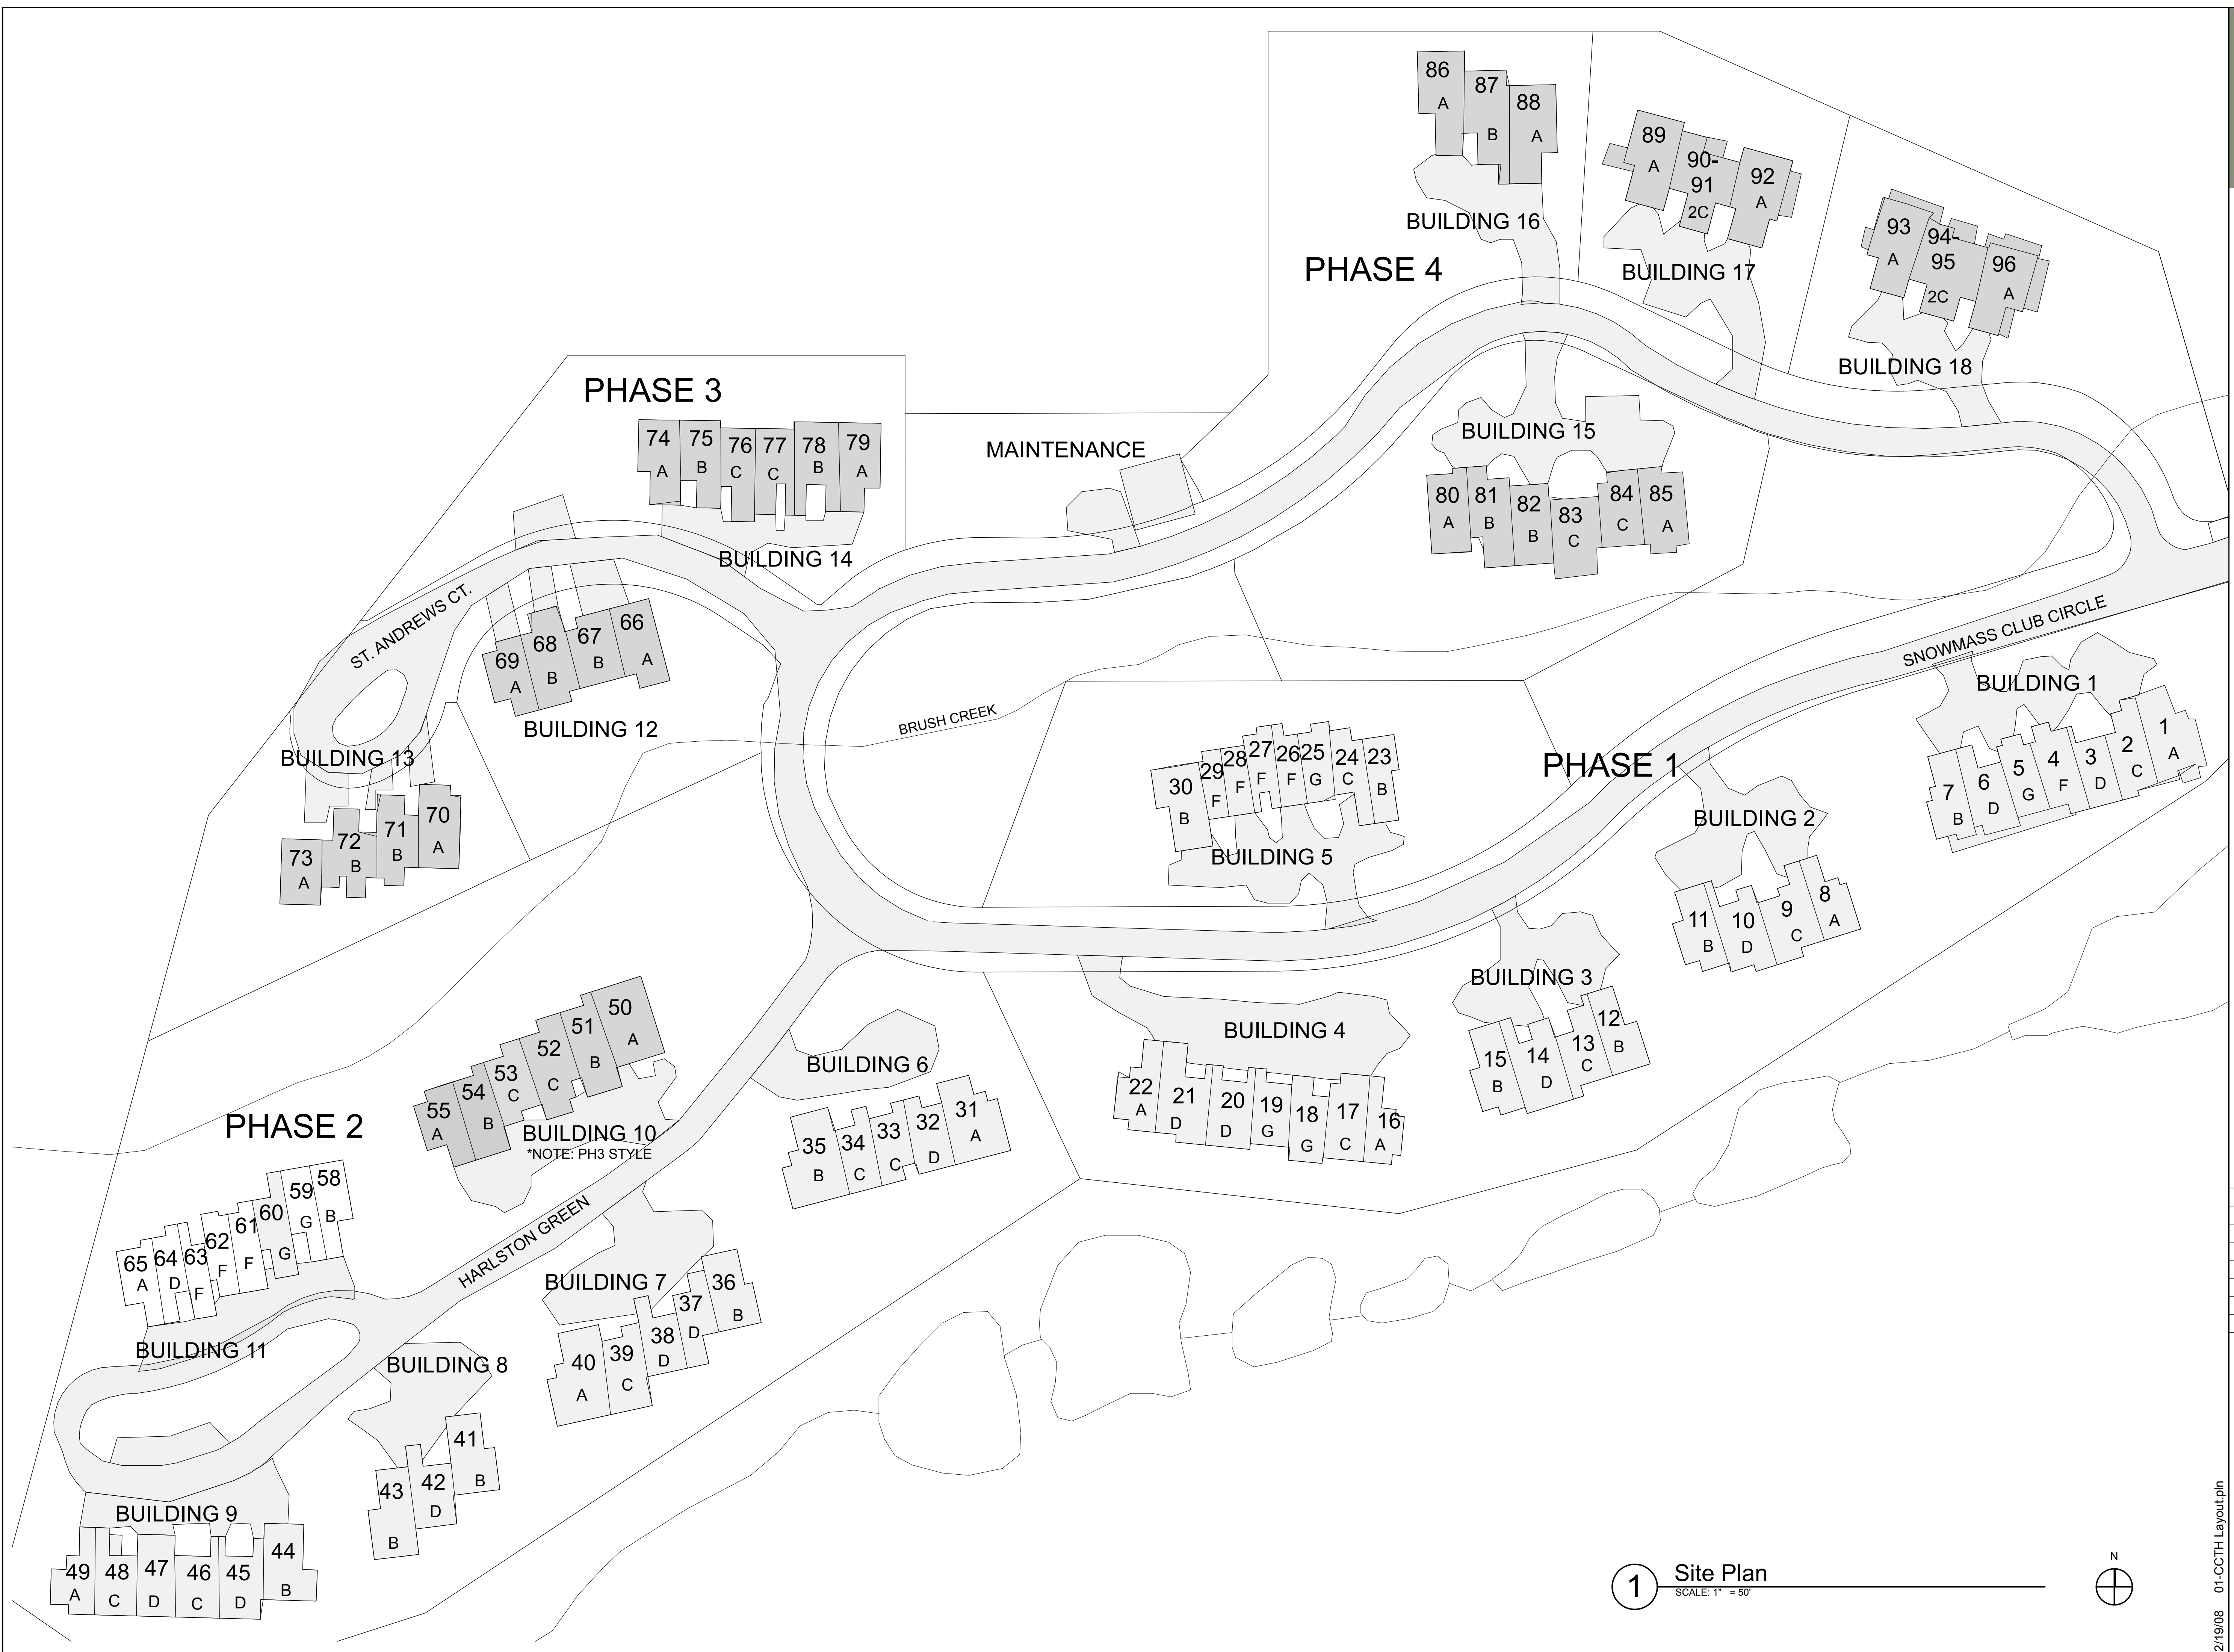 PHASE 4
86
A
87
B
88
A
BUILDING 16
89
A
90-
91
2C
92
A
BUILDING 17
93
A
94-
95
2C
96
A
BUILDING 18
PHASE 3
74
A
75
B
76
C
77
C
78
B
79
A
BUILDING 14
MAINTENANCE
BUILDING 15
80
A
81
B
82
B
83
C
84
C
85
A
ST. ANDREWS CT.
69
A
68
B
67
B
66
A
BUILDING 12
BUILDING 13
73
A
72
B
71
B
70
A
BRUSH CREEK
SNOWMASS CLUB CIRCLE
PHASE 1
BUILDING 1
7
B
6
D
5
G
4
F
3
D
2
C
1
A
30
B
29
F
28
F
27
F
26
F
25
G
24
C
23
B
BUILDING 5
BUILDING 2
11
B
10
D
9
C
8
A
BUILDING 3
15
B
14
D
13
C
12
B
BUILDING 4
22
A
21
D
20
D
19
G
18
G
17
C
16
A
PHASE 2
55
A
54
B
53
C
52
C
51
B
50
A
BUILDING 10
*NOTE: PH3 STYLE
BUILDING 6
35
B
34
C
33
C
32
D
31
A
65
A
64
D
63
F
62
F
61
F
60
G
59
G
58
B
BUILDING 11
HARLSTON GREEN
BUILDING 7
40
A
39
C
38
D
37
D
36
B
BUILDING 8
43
B
42
D
41
B
BUILDING 9
49
A
48
C
47
D
46
C
45
D
44
B
1
Site Plan
SCALE: 1" = 50'
N
2/19/08 01-CCTH Layout.pln